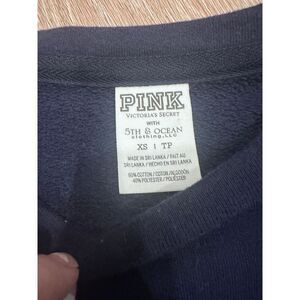 PINK
VICTORIA'S SECRET
WITH
5TH & OCEAN
clothing, LLC
XS | TP
MADE IN SRI LANKA / FAIT AU
SRI LANKA / HECHO EN SRI LANKA
60% COTTON / COTON / ALGODÓN
40% POLYESTER / POLIÉSTER